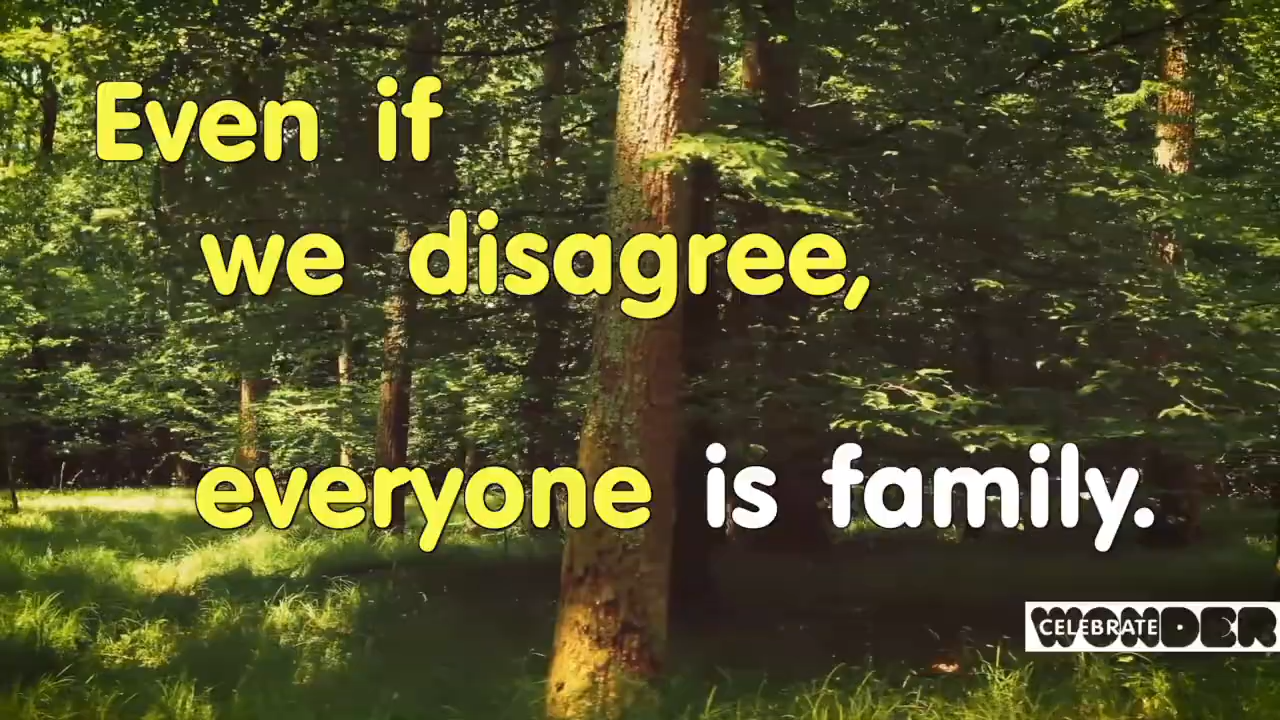 Even if
we disagree,
everyone is family.
CELEBRATE WONDER